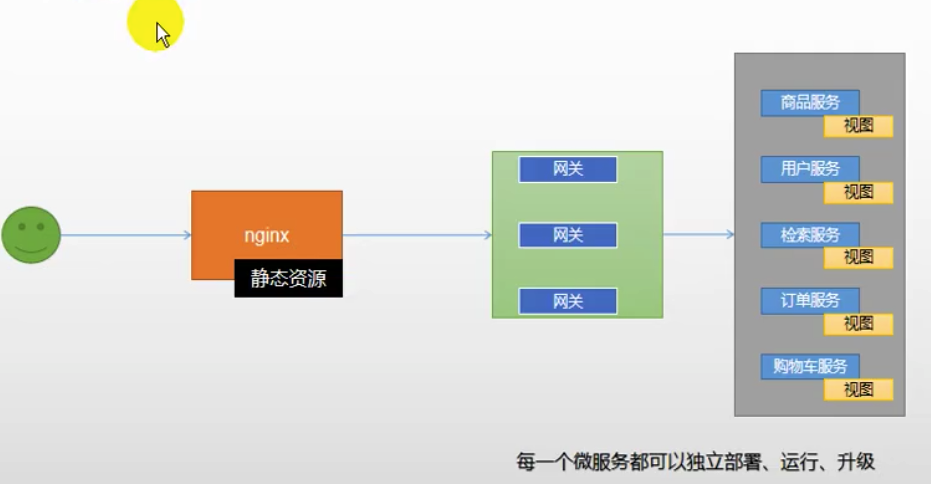 nginx
静态资源
网关
网关
网关
商品服务
视图
用户服务
视图
检索服务
视图
订单服务
视图
购物车服务
视图
每一个微服务都可以独立部署、运行、升级